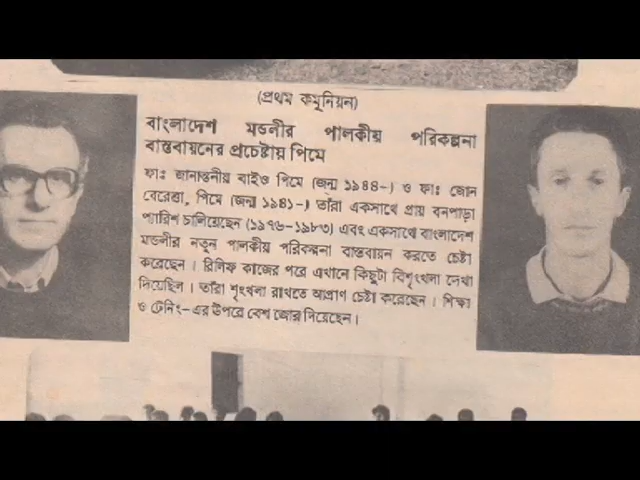 (প্রথম কমুনিয়ন)
বাংলাদেশ মন্ডলীর পালকীয় পরিকল্পনা
বাস্তবায়নের প্রচেষ্টায় পিমে
ফাঃ জানান্তনীয় বাইও পিমে (জন্ম ১৯৪৪-) ও ফাঃ জোন
বেরেত্তা, পিমে (জন্ম ১৯৪১-) তাঁরা একসাথে প্রায় বনপাড়া
প্যারিশ চালিয়েছেন (১৯৭৬-১৯৮৩) এবং একসাথে বাংলাদেশ
মন্ডলীর নতুন পালকীয় পরিকল্পনা বাস্তবায়ন করতে চেষ্টা
করেছেন । রিলিফ কাজের পরে এখানে কিছুটা বিশৃংখলা দেখা
দিয়েছিল । তাঁরা শৃংখলা রাখতে আপ্রাণ চেষ্টা করেছেন । শিক্ষা
ও ট্রেনিং-এর উপরে বেশ জোর দিয়েছেন ।